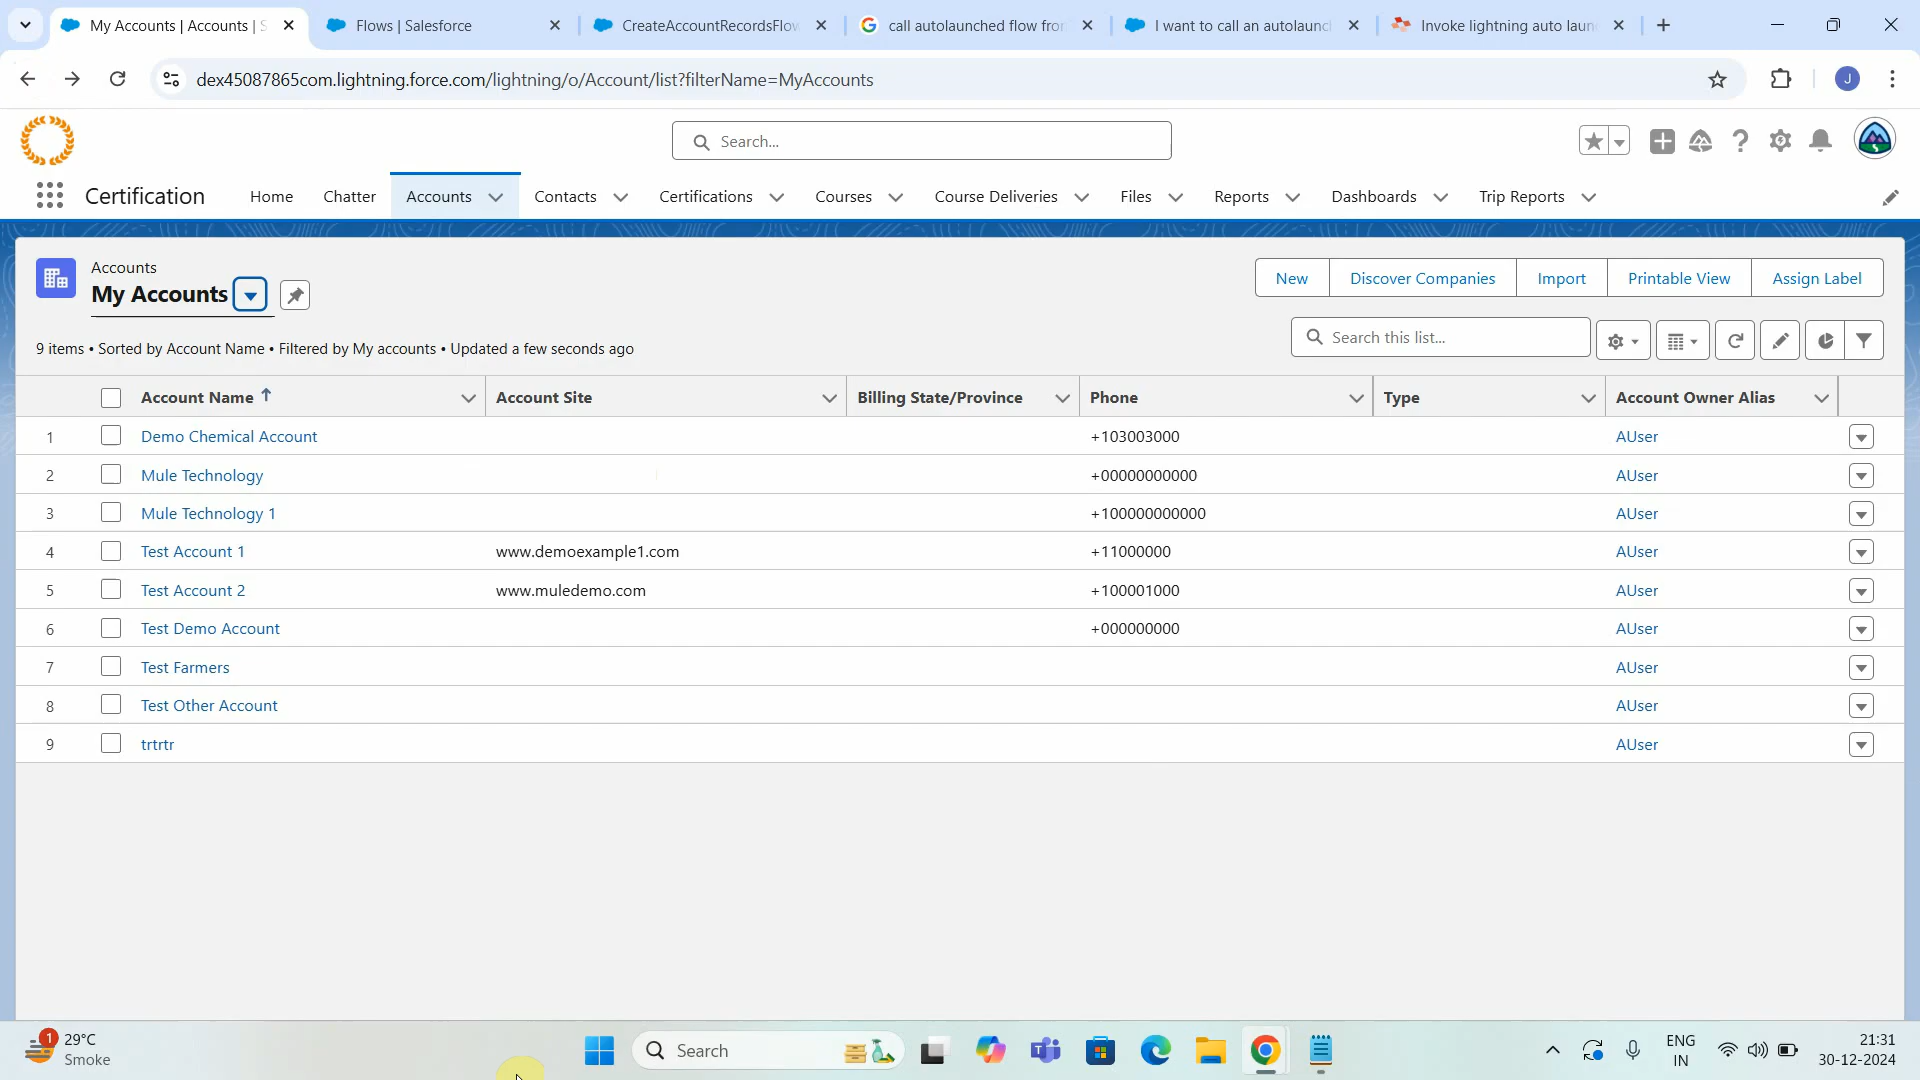 My Accounts | Accounts | S
Flows | Salesforce
CreateAccountRecordsFlow
call autolaunched flow from
I want to call an autolaunc
Invoke lightning auto laun
dex45087865com.lightning.force.com/lightning/o/Account/list?filterName=MyAccounts
J
Search...
Certification
Home
Chatter
Accounts
Contacts
Certifications
Courses
Course Deliveries
Files
Reports
Dashboards
Trip Reports
Accounts
My Accounts
New
Discover Companies
Import
Printable View
Assign Label
9 items • Sorted by Account Name • Filtered by My accounts • Updated a few seconds ago
Search this list...
Account Name
Account Site
Billing State/Province
Phone
Type
Account Owner Alias
1 Demo Chemical Account +103003000 AUser
2 Mule Technology +00000000000 AUser
3 Mule Technology 1 +100000000000 AUser
4 Test Account 1 www.demoexample1.com +11000000 AUser
5 Test Account 2 www.muledemo.com +100001000 AUser
6 Test Demo Account +000000000 AUser
7 Test Farmers AUser
8 Test Other Account AUser
9 trtrtr AUser
1
29°C
Smoke
Search
ENG
IN
21:31
30-12-2024